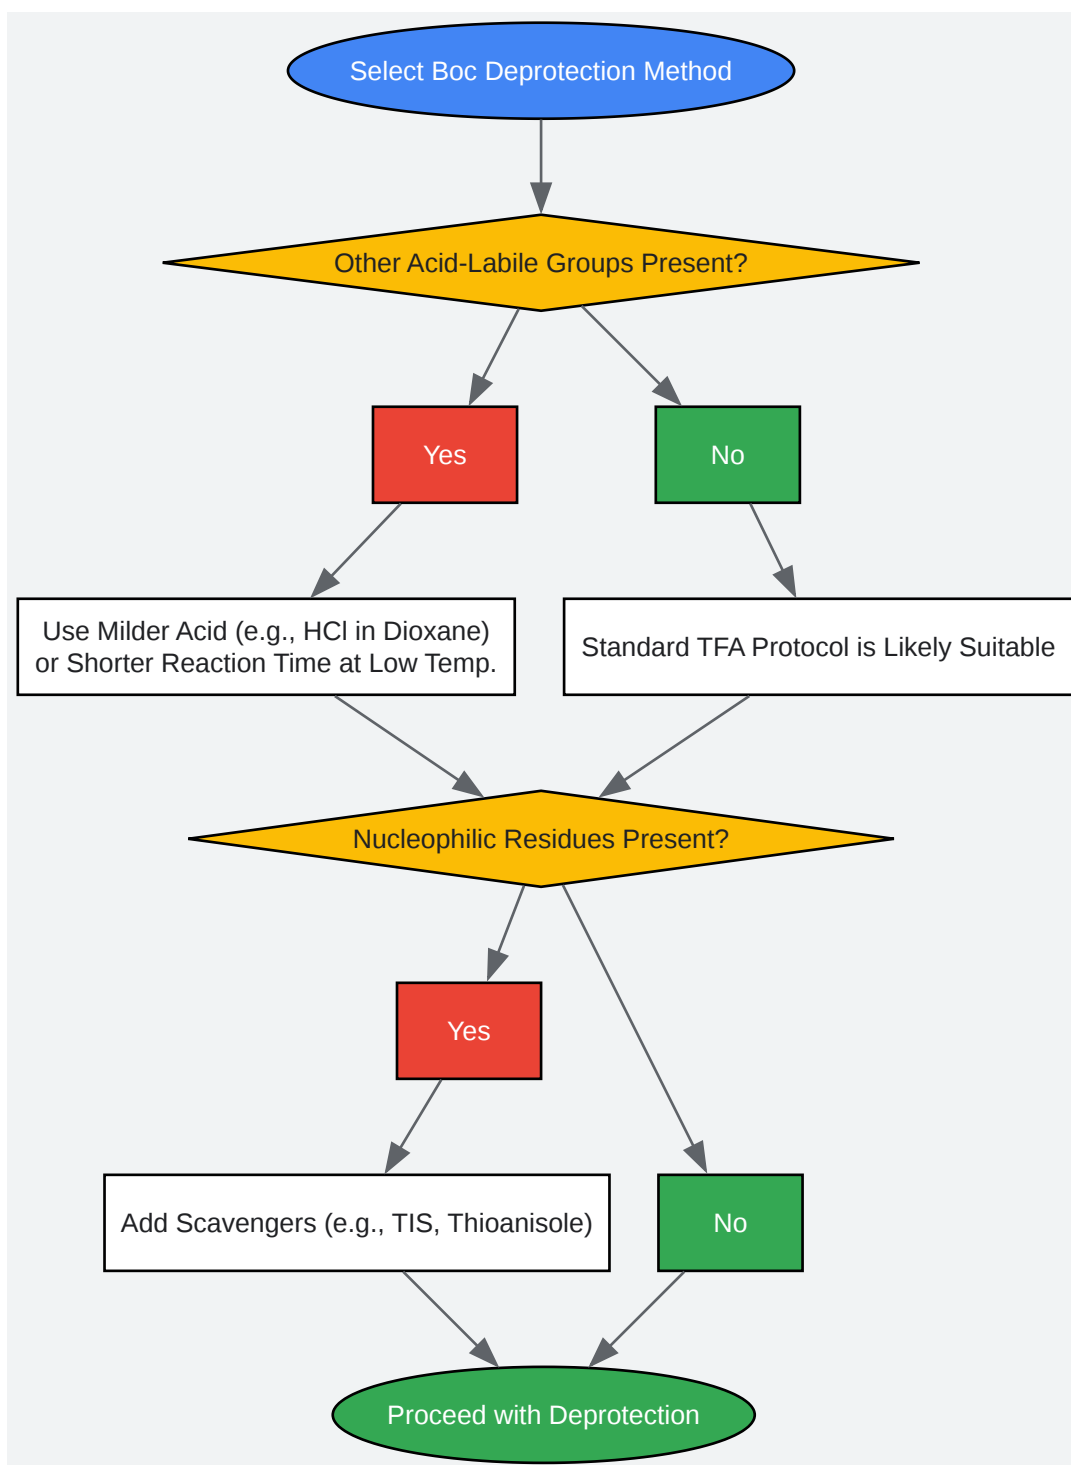 Select Boc Deprotection Method
Other Acid-Labile Groups Present?
Yes
No
Use Milder Acid (e.g., HCl in Dioxane)
or Shorter Reaction Time at Low Temp.
Standard TFA Protocol is Likely Suitable
Nucleophilic Residues Present?
Yes
Add Scavengers (e.g., TIS, Thioanisole)
No
Proceed with Deprotection